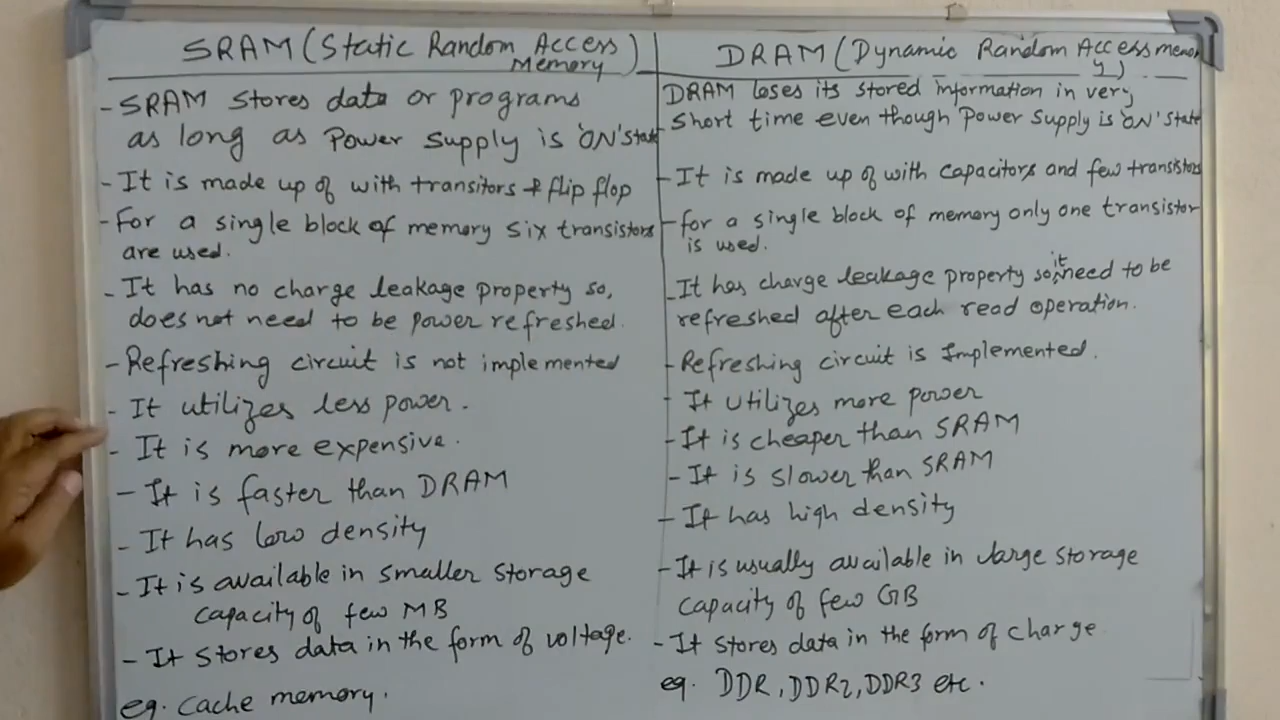 SRAM (Static Random Access
Memory)
- SRAM stores data or programs
as long as Power Supply is 'ON' state
- It is made up of with transitors & flip flop
- For a single block of memory six transistors
are used.
- It has no charge leakage property so,
does not need to be power refreshed.
- Refreshing circuit is not implemented
- It utilizes less power.
- It is more expensive.
- It is faster than DRAM
- It has low density
- It is available in smaller storage
capacity of few MB
- It stores data in the form of voltage.
eg. Cache memory.
DRAM (Dynamic Random Access memor
y)
DRAM loses its stored information in very
- short time even though Power Supply is 'ON' state
- It is made up of with capacitors and few transistors
- for a single block of memory only one transistor
is used.
- It has charge leakage property so, it need to be
refreshed after each read operation.
- Refreshing circuit is Implemented.
- It utilizes more power
- It is cheaper than SRAM
- It is slower than SRAM
- It has high density
- It is usually available in large storage
capacity of few GB
- It stores data in the form of charge
eg. DDR, DDR2, DDR3 etc.